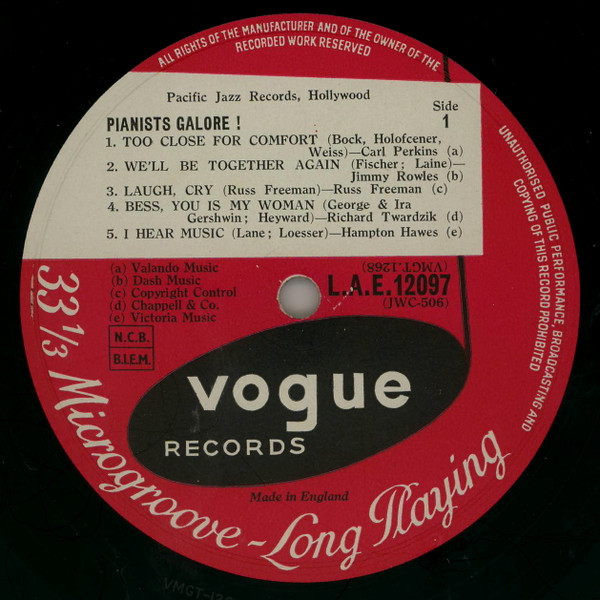 ALL RIGHTS OF THE MANUFACTURER AND OF THE OWNER OF THE
RECORDED WORK RESERVED
Pacific Jazz Records, Hollywood
Side
1
PIANISTS GALORE !
1. TOO CLOSE FOR COMFORT (Bock, Holofcener,
Weiss)—Carl Perkins (a)
2. WE'LL BE TOGETHER AGAIN (Fischer; Laine)—
Jimmy Rowles (b)
3. LAUGH, CRY (Russ Freeman)—Russ Freeman (c)
4. BESS, YOU IS MY WOMAN (George & Ira
Gershwin; Heyward)—Richard Twardzik (d)
5. I HEAR MUSIC (Lane; Loesser)—Hampton Hawes (e)
(a) Valando Music
(b) Dash Music
(c) Copyright Control
(d) Chappell & Co.
(e) Victoria Music
N.C.B.
B.I.E.M.
(VMGT.1268)
L.A.E.12097
(JWC-506)
UNAUTHORISED PUBLIC PERFORMANCE, BROADCASTING AND
COPYING OF THIS RECORD PROHIBITED
vogue
RECORDS
Made in England
33 1/3 Microgroove - Long Playing